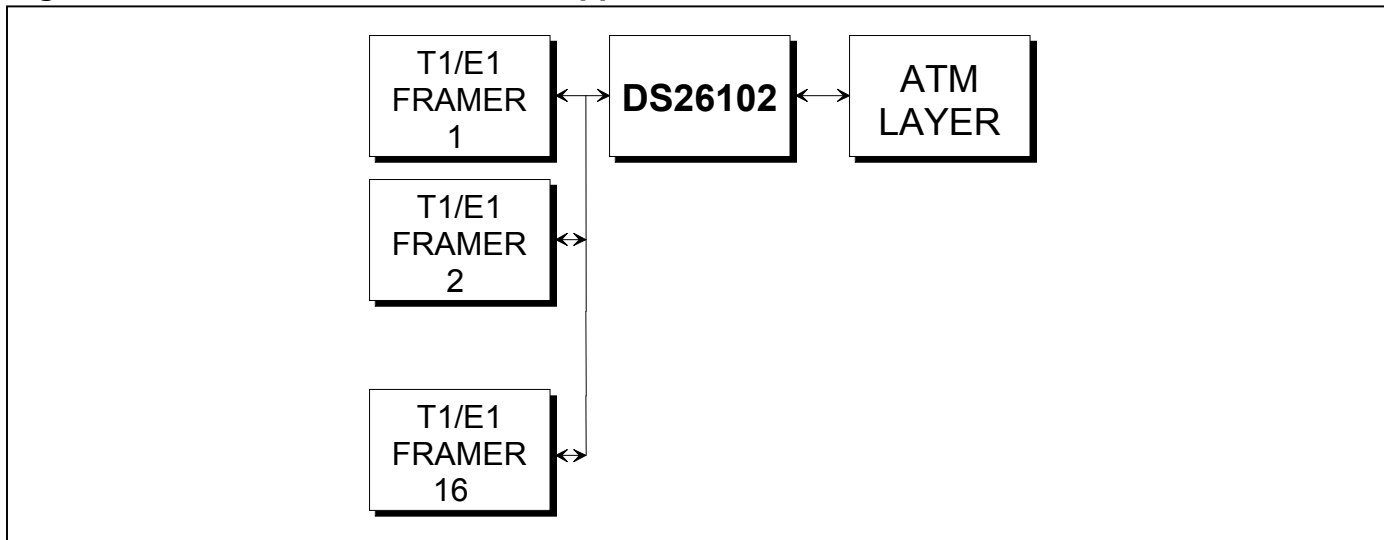 T1/E1
FRAMER
1
DS26102
ATM
LAYER
T1/E1
FRAMER
2
T1/E1
FRAMER
16